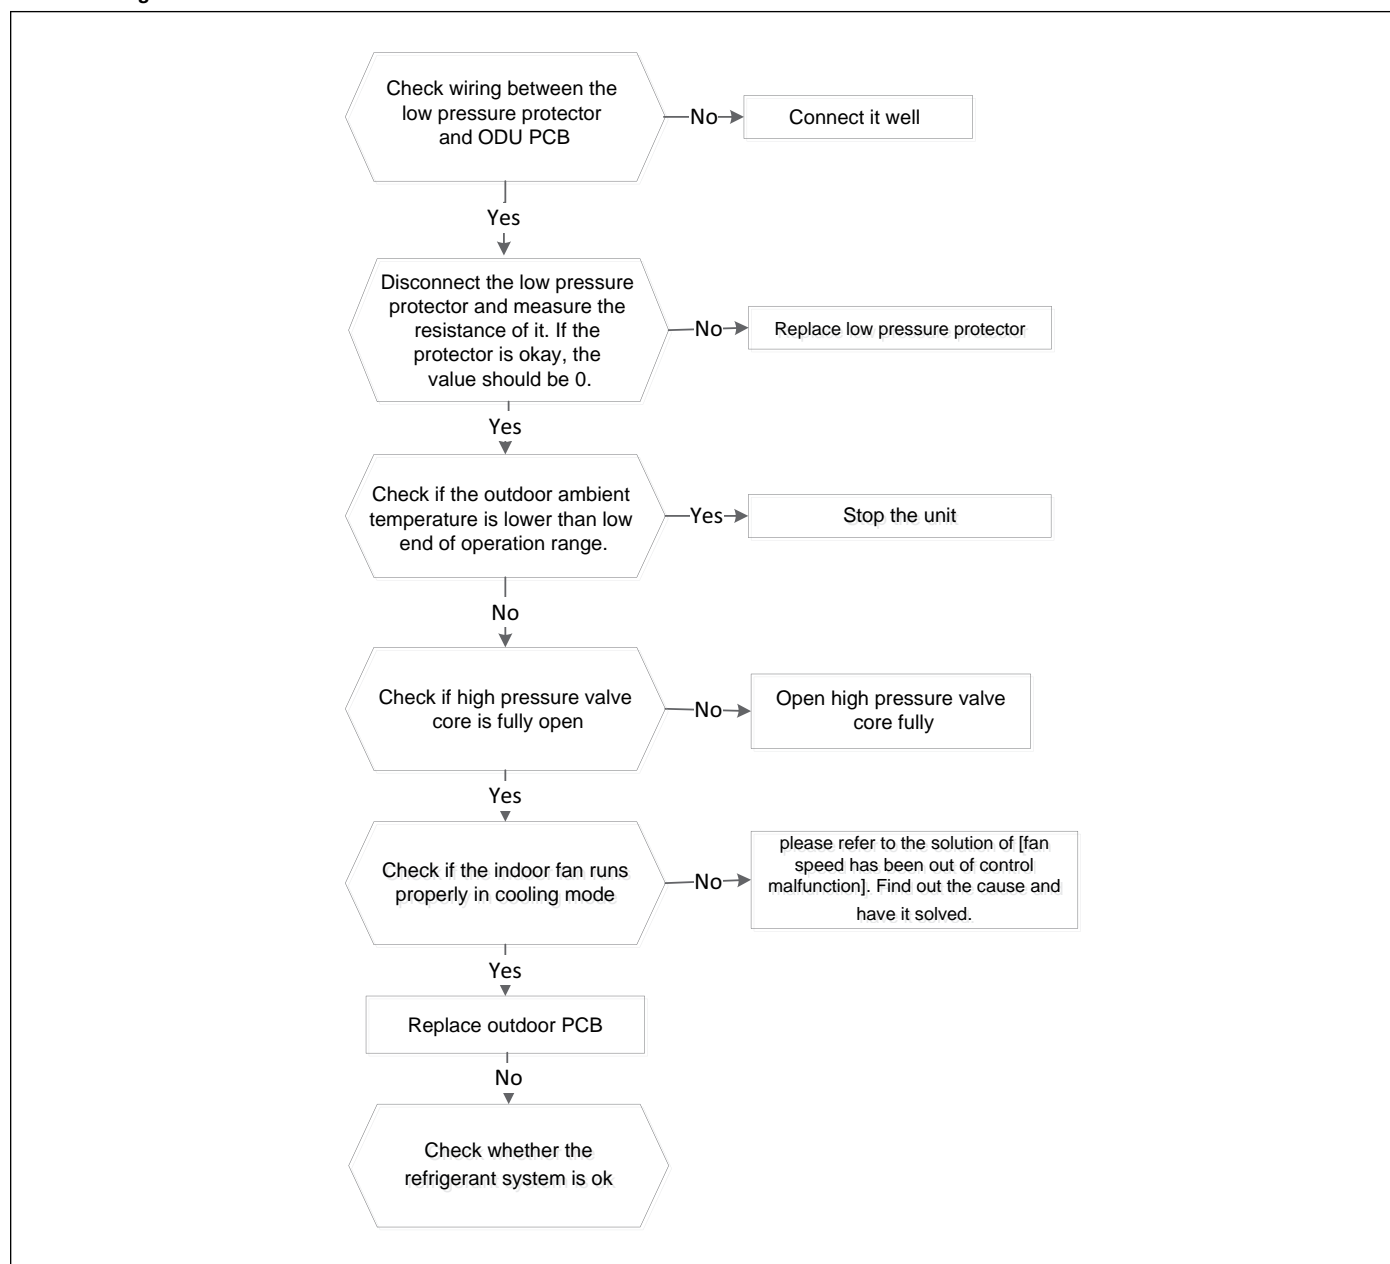 Check wiring between the
low pressure protector
and ODU PCB
No
Connect it well
Yes
Disconnect the low pressure
protector and measure the
resistance of it. If the
protector is okay, the
value should be 0.
No
Replace low pressure protector
Yes
Check if the outdoor ambient
temperature is lower than low
end of operation range.
Yes
Stop the unit
No
Check if high pressure valve
core is fully open
No
Open high pressure valve
core fully
Yes
Check if the indoor fan runs
properly in cooling mode
No
please refer to the solution of [fan
speed has been out of control
malfunction]. Find out the cause and
have it solved.
Yes
Replace outdoor PCB
No
Check whether the
refrigerant system is ok